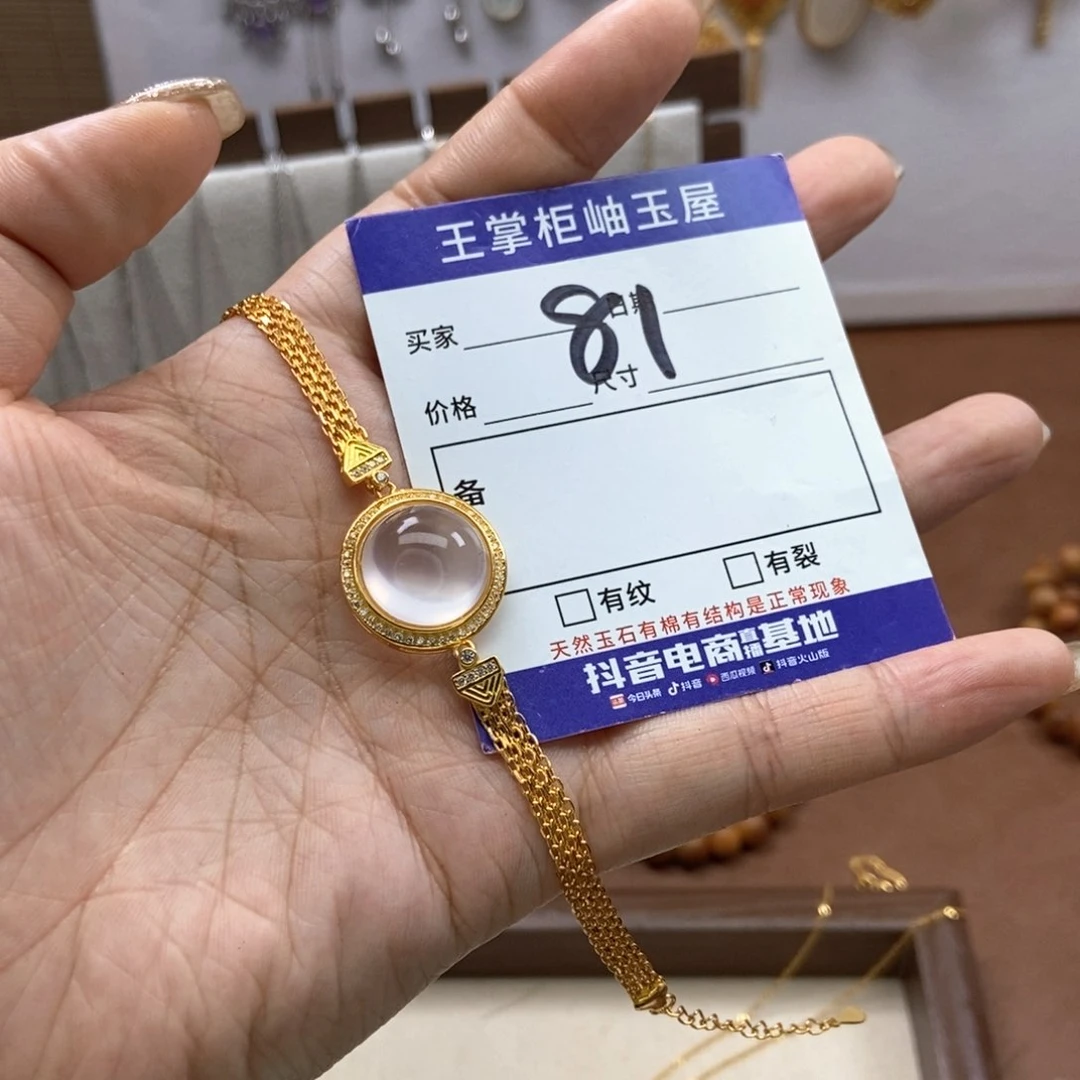 王掌柜岫玉屋
买家 日期
81
价格 尺寸
备
有纹 有裂
天然玉石有棉有结构是正常现象
抖音电商直播基地
今日头条 抖音 西瓜视频 抖音火山版